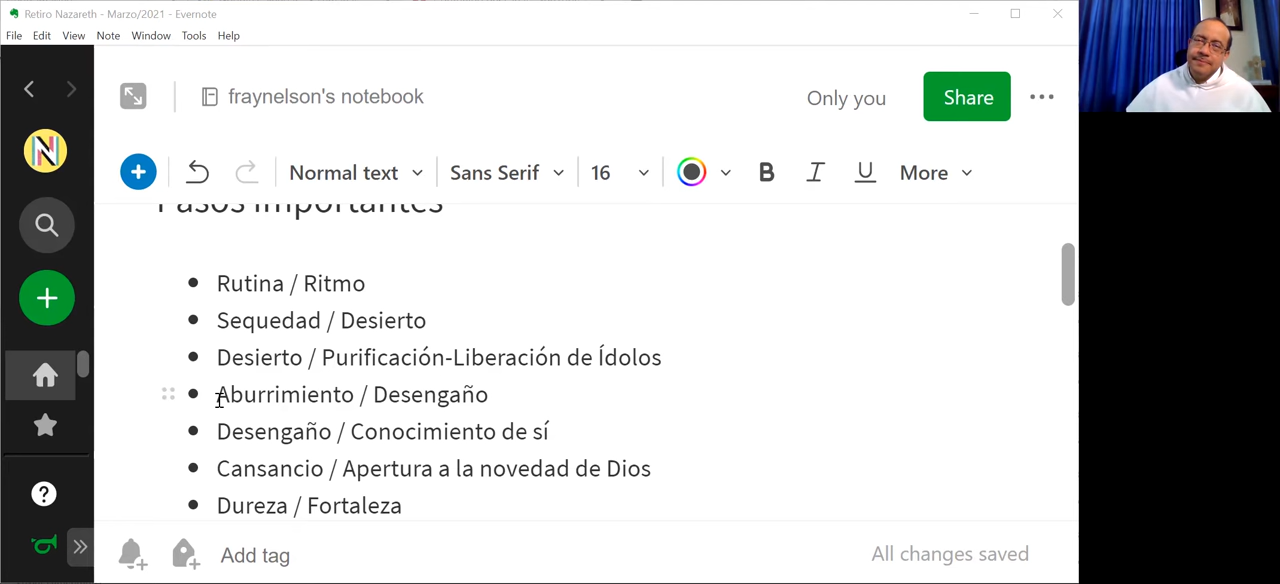 Retiro Nazareth - Marzo/2021 - Evernote
File Edit View Note Window Tools Help
fraynelson's notebook
Only you
Share
Normal text
Sans Serif
16
B I U More
Pasos importantes
Rutina / Ritmo
Sequedad / Desierto
Desierto / Purificación-Liberación de Ídolos
Aburrimiento / Desengaño
Desengaño / Conocimiento de sí
Cansancio / Apertura a la novedad de Dios
Dureza / Fortaleza
Add tag
All changes saved